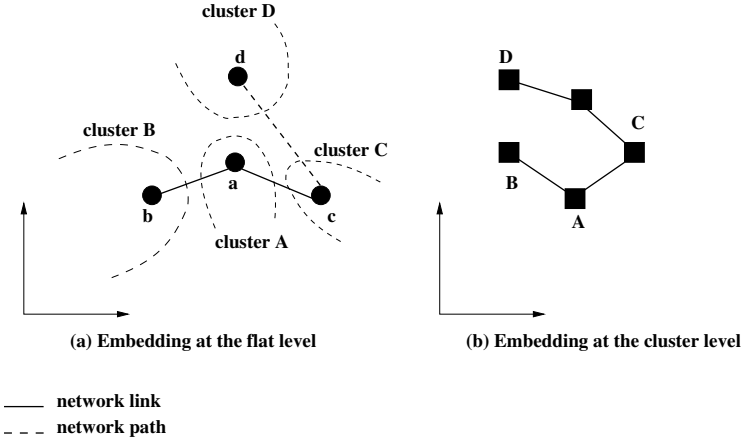 cluster D
d
D
cluster B
C
cluster C
a
B
b
c
cluster A
A
(a) Embedding at the flat level
(b) Embedding at the cluster level
network link
network path